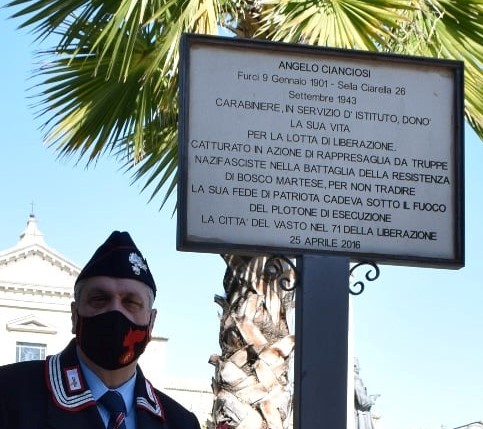 ANGELO CIANCIOSI
Furci 9 Gennaio 1901 - Sella Ciarella 26
Settembre 1943
CARABINIERE, IN SERVIZIO D' ISTITUTO, DONO'
LA SUA VITA
PER LA LOTTA DI LIBERAZIONE.
CATTURATO IN AZIONE DI RAPPRESAGLIA DA TRUPPE
NAZIFASCISTE NELLA BATTAGLIA DELLA RESISTENZA
DI BOSCO MARTESE, PER NON TRADIRE
LA SUA FEDE DI PATRIOTA CADEVA SOTTO IL FUOCO
DEL PLOTONE DI ESECUZIONE
LA CITTA' DEL VASTO NEL 71 DELLA LIBERAZIONE
25 APRILE 2016